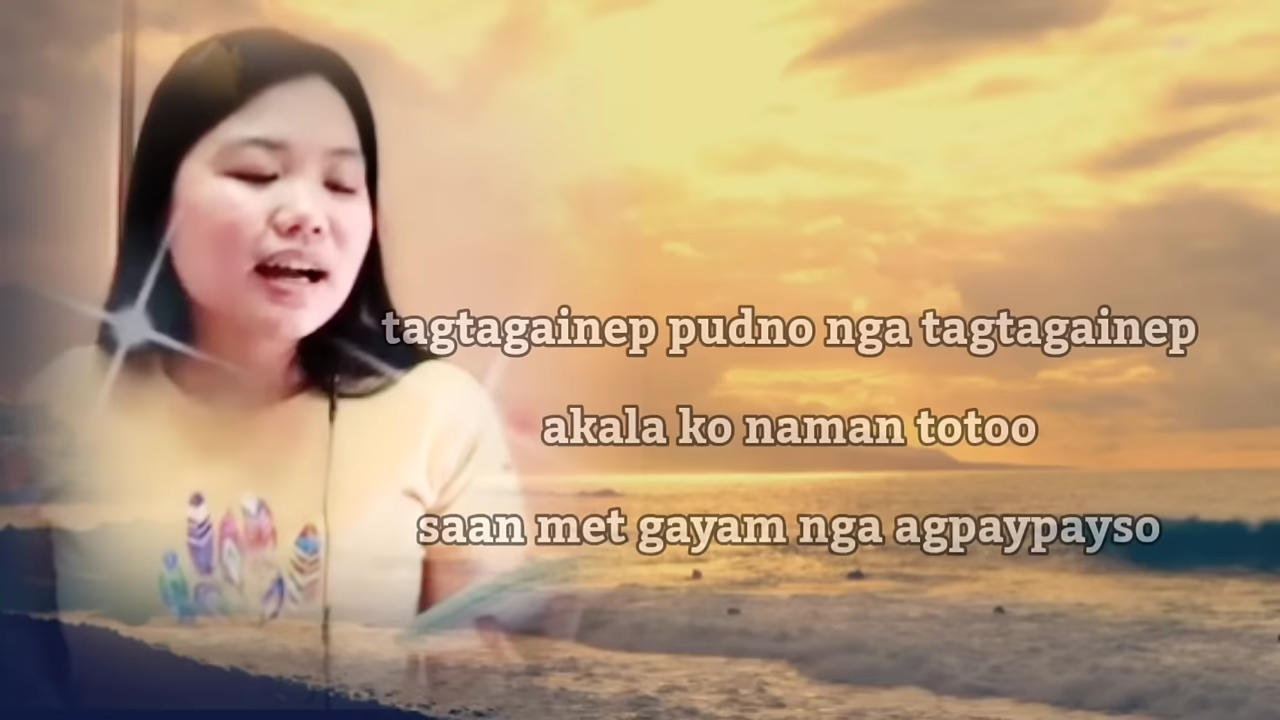 tagtagainep pudno nga tagtagainep
akala ko naman totoo
saan met gayam nga agpaypayso